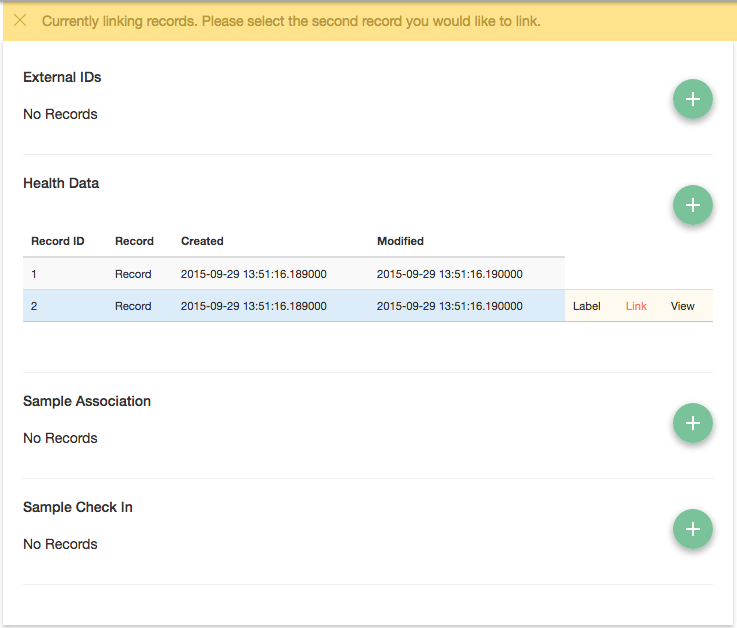 Currently linking records. Please select the second record you would like to link.
External IDs
No Records
Health Data
Record ID Record Created Modified
1 Record 2015-09-29 13:51:16.189000 2015-09-29 13:51:16.190000
2 Record 2015-09-29 13:51:16.189000 2015-09-29 13:51:16.190000 Label Link View
Sample Association
No Records
Sample Check In
No Records